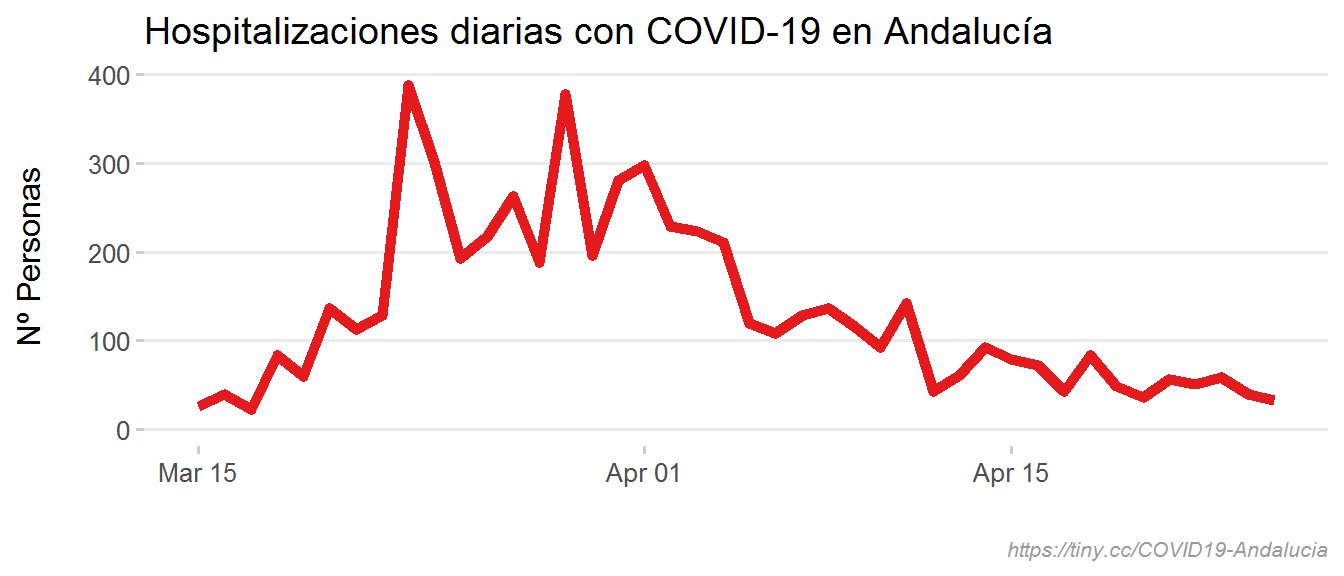 Hospitalizaciones diarias con COVID-19 en Andalucía
Nº Personas
400
300
200
100
0
Mar 15
Apr 01
Apr 15
https://tiny.cc/COVID19-Andalucia